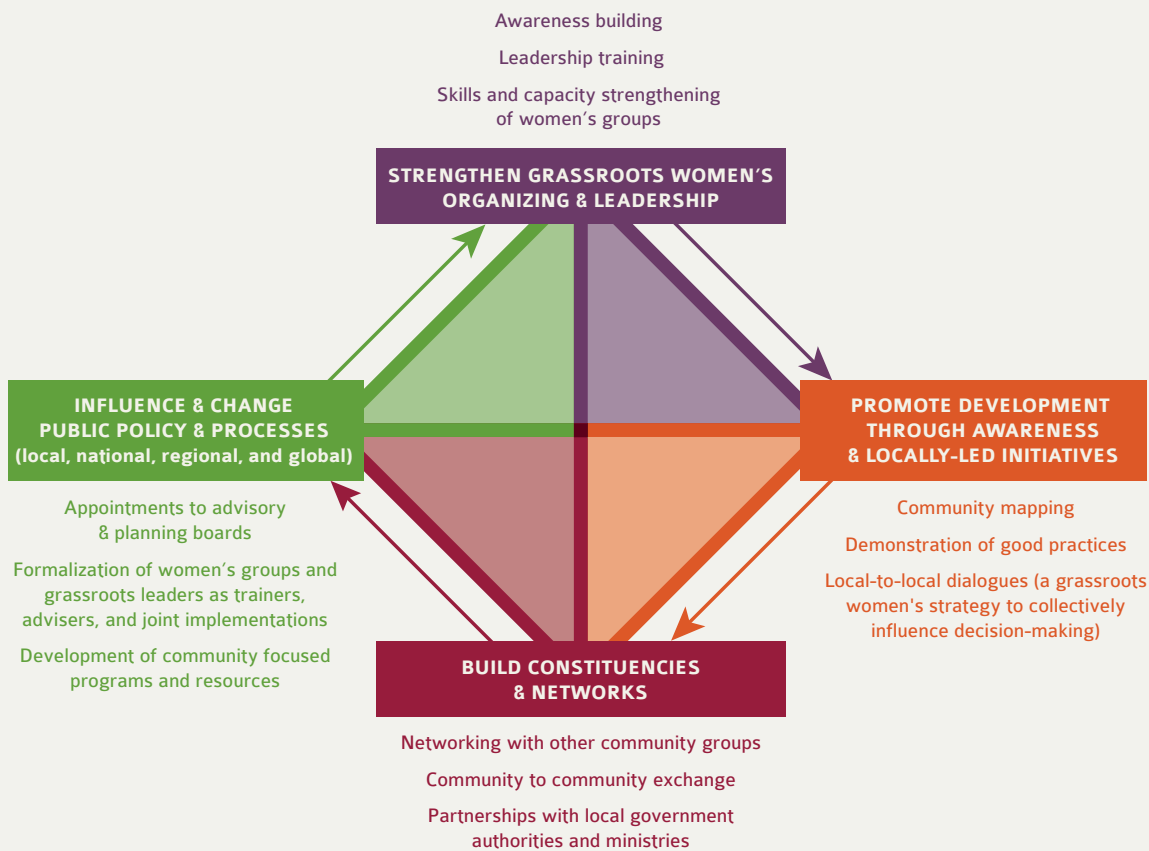 Awareness building
Leadership training
Skills and capacity strengthening
of women's groups
STRENGTHEN GRASSROOTS WOMEN'S
ORGANIZING & LEADERSHIP
INFLUENCE & CHANGE
PUBLIC POLICY & PROCESSES
(local, national, regional, and global)
Appointments to advisory
& planning boards
Formalization of women's groups and
grassroots leaders as trainers,
advisers, and joint implementations
Development of community focused
programs and resources
PROMOTE DEVELOPMENT
THROUGH AWARENESS
& LOCALLY-LED INITIATIVES
Community mapping
Demonstration of good practices
Local-to-local dialogues (a grassroots
women's strategy to collectively
influence decision-making)
BUILD CONSTITUENCIES
& NETWORKS
Networking with other community groups
Community to community exchange
Partnerships with local government
authorities and ministries